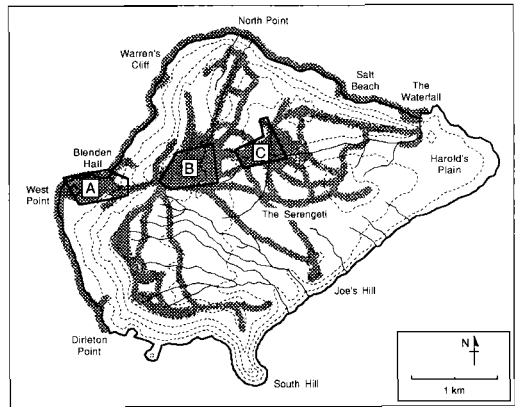 North Point
Warren's
Cliff
Salt
Beach
The
Waterfall
Blenden
Hall
A
B
C
Harold's
Plain
West
Point
The Serengeti
Joe's Hill
Dirleton
Point
South Hill
N
1 km